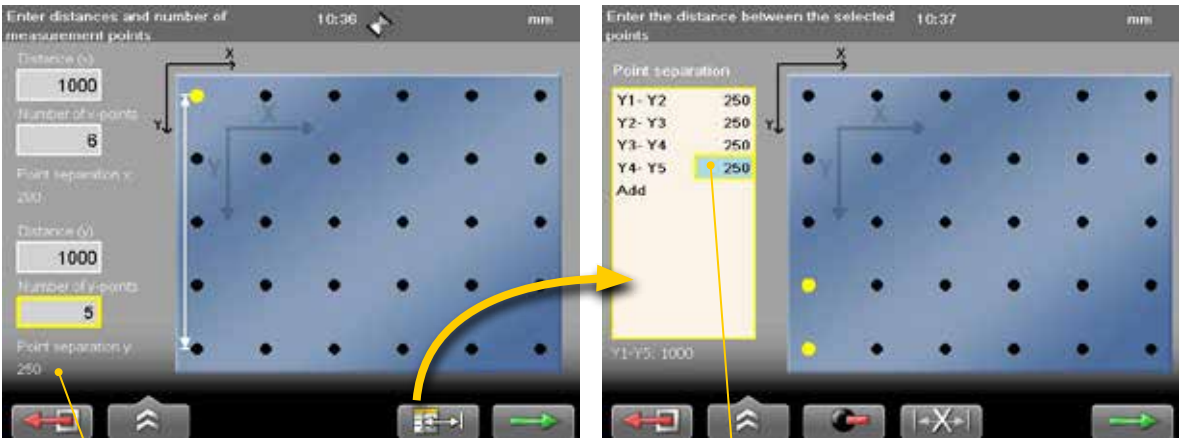 Enter distances and number of
measurement points
10:36
mm
Distance (x)
1000
Number of x-points
6
Point separation x
200
Distance (y)
1000
Number of y-points
5
Point separation y
250
X
Y
X
Y
Enter the distance between the selected
points
10:37
mm
Point separation
Y1- Y2 250
Y2- Y3 250
Y3- Y4 250
Y4- Y5 250
Add
Y1-Y5: 1000
X
Y
X
Y
X